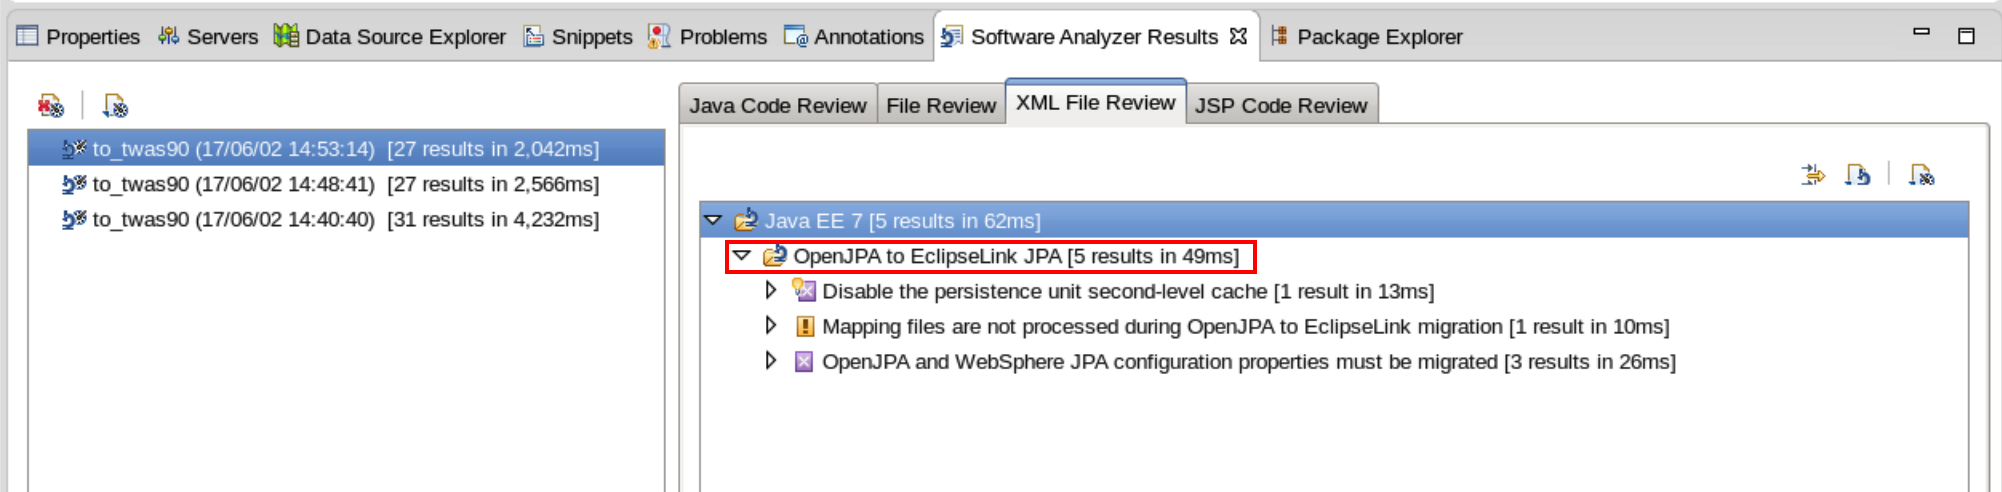 Properties Servers Data Source Explorer Snippets Problems Annotations Software Analyzer Results Package Explorer
to_twas90 (17/06/02 14:53:14) [27 results in 2,042ms]
to_twas90 (17/06/02 14:48:41) [27 results in 2,566ms]
to_twas90 (17/06/02 14:40:40) [31 results in 4,232ms]
Java Code Review File Review XML File Review JSP Code Review
Java EE 7 [5 results in 62ms]
OpenJPA to EclipseLink JPA [5 results in 49ms]
Disable the persistence unit second-level cache [1 result in 13ms]
Mapping files are not processed during OpenJPA to EclipseLink migration [1 result in 10ms]
OpenJPA and WebSphere JPA configuration properties must be migrated [3 results in 26ms]